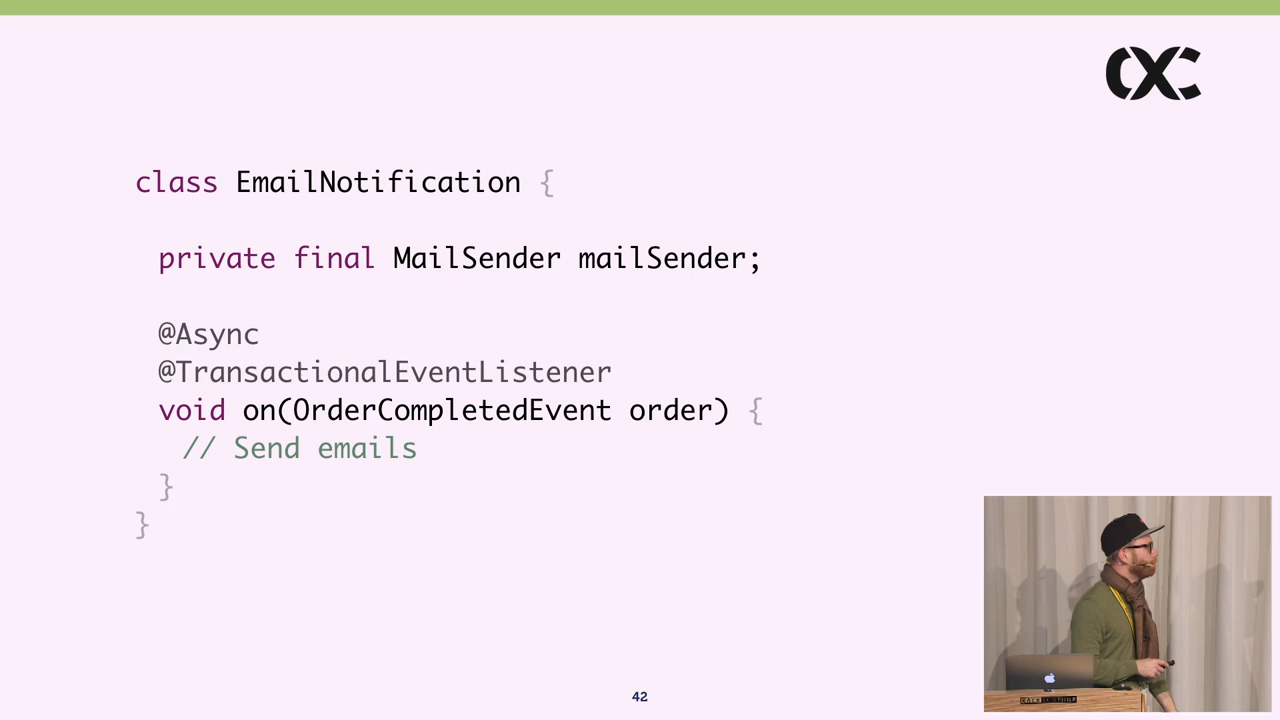 class EmailNotification {
private final MailSender mailSender;
@Async
@TransactionalEventListener
void on(OrderCompletedEvent order) {
// Send emails
}
}
42